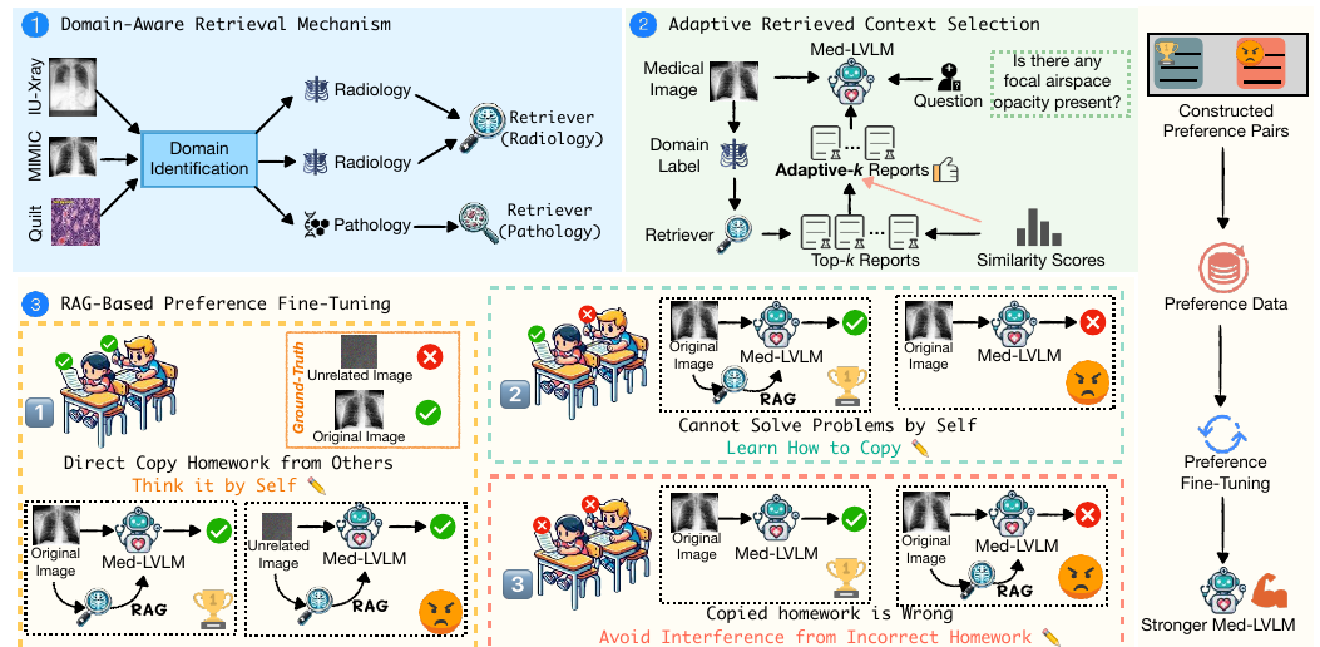 1 Domain-Aware Retrieval Mechanism
IU-Xray
MIMIC
Quilt
Domain
Identification
Radiology
Radiology
Pathology
Retriever
(Radiology)
Retriever
(Pathology)
2 Adaptive Retrieved Context Selection
Medical
Image
Med-LVLM
Question
Is there any
focal airspace
opacity present?
Domain
Label
...
Adaptive-k Reports
Retriever
...
Top-k Reports
Similarity Scores
3 RAG-Based Preference Fine-Tuning
1
Ground-Truth
Unrelated Image
Original Image
Direct Copy Homework from Others
Think it by Self
Original
Image
Med-LVLM
RAG
1
Unrelated
Image
Med-LVLM
RAG
2
Original
Image
Med-LVLM
RAG
1
Original
Image
Med-LVLM
Cannot Solve Problems by Self
Learn How to Copy
3
Original
Image
Med-LVLM
1
Original
Image
Med-LVLM
RAG
Copied homework is Wrong
Avoid Interference from Incorrect Homework
1
Constructed
Preference Pairs
Preference Data
Preference
Fine-Tuning
Stronger Med-LVLM